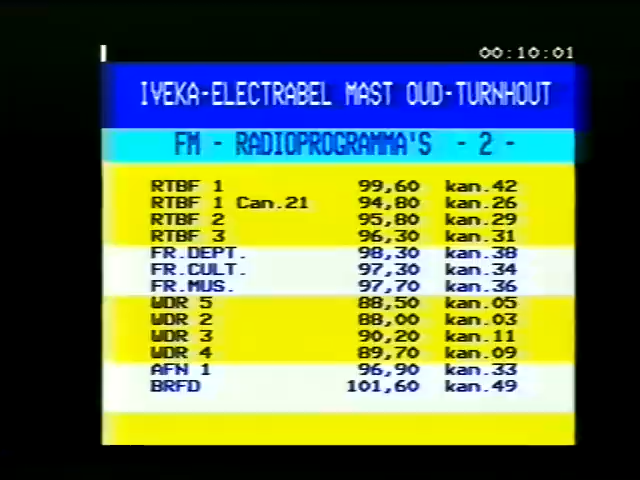 00:10:01
IVEKA-ELECTRABEL MAST OUD-TURNHOUT
FM - RADIOPROGRAMMA'S - 2 -
RTBF 1 99,60 kan.42
RTBF 1 Can.21 94,80 kan.26
RTBF 2 95,80 kan.29
RTBF 3 96,30 kan.31
FR.DEPT. 98,30 kan.38
FR.CULT. 97,30 kan.34
FR.MUS. 97,70 kan.36
WDR 5 88,50 kan.05
WDR 2 88,00 kan.03
WDR 3 90,20 kan.11
WDR 4 89,70 kan.09
AFN 1 96,90 kan.33
BRFD 101,60 kan.49